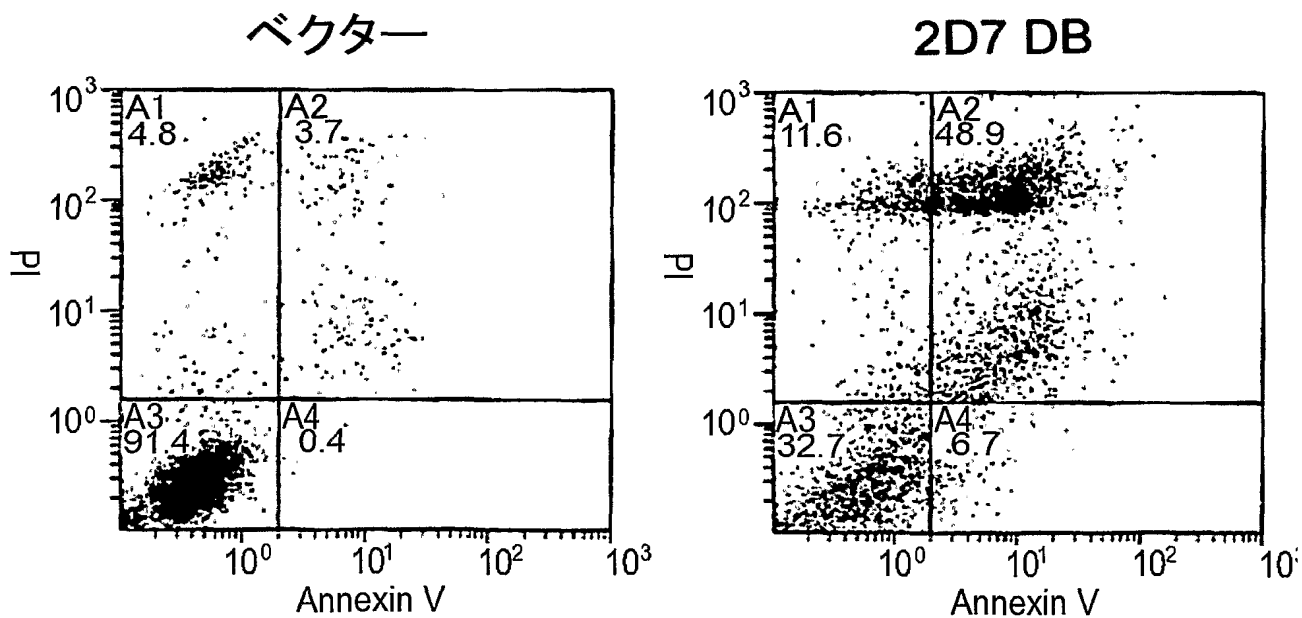 ベクター
10³
10²
10¹
10⁰
PI
A1
4.8
A2
3.7
A3
91.4
A4
0.4
10⁰ 10¹ 10² 10³
Annexin V
2D7 DB
10³
10²
10¹
10⁰
PI
A1
11.6
A2
48.9
A3
32.7
A4
6.7
10⁰ 10¹ 10² 10³
Annexin V